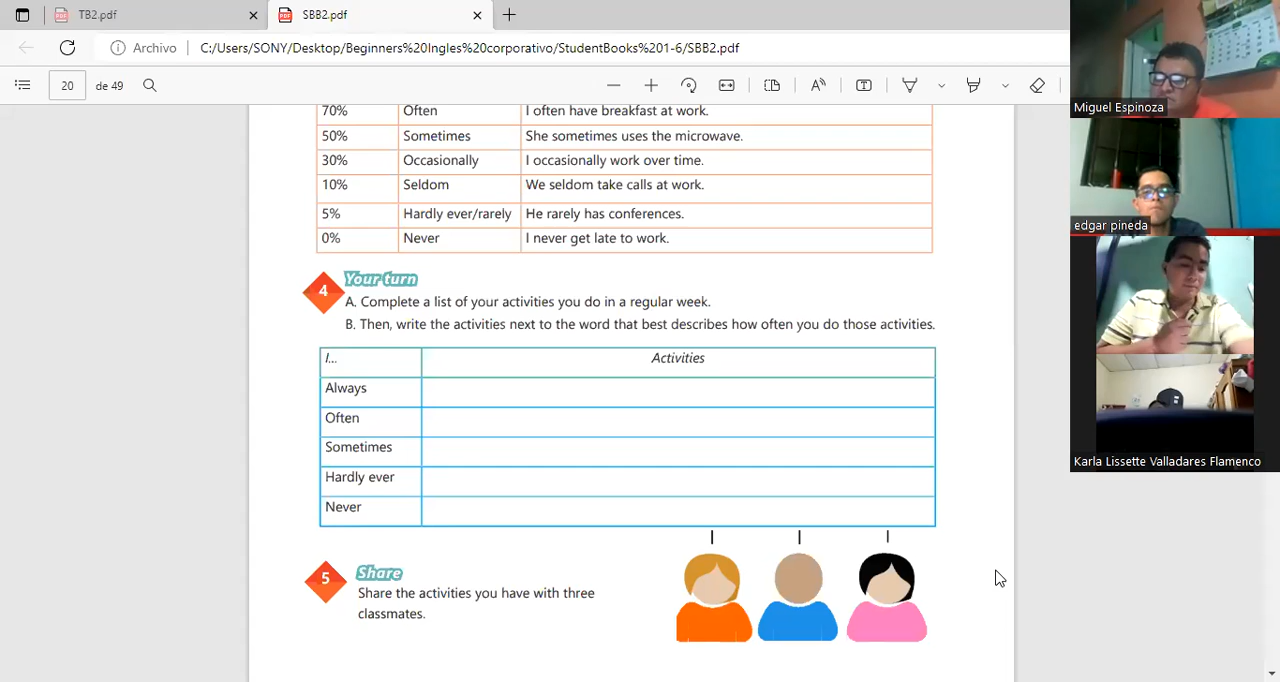 TB2.pdf
SBB2.pdf
Archivo
C:/Users/SONY/Desktop/Beginners%20Ingles%20corporativo/StudentBooks%201-6/SBB2.pdf
20 de 49
70% Often I often have breakfast at work.
50% Sometimes She sometimes uses the microwave.
30% Occasionally I occasionally work over time.
10% Seldom We seldom take calls at work.
5% Hardly ever/rarely He rarely has conferences.
0% Never I never get late to work.
4 Your turn
A. Complete a list of your activities you do in a regular week.
B. Then, write the activities next to the word that best describes how often you do those activities.
I... Activities
Always
Often
Sometimes
Hardly ever
Never
5 Share
Share the activities you have with three
classmates.
Miguel Espinoza
edgar pineda
Karla Lissette Valladares Flamenco